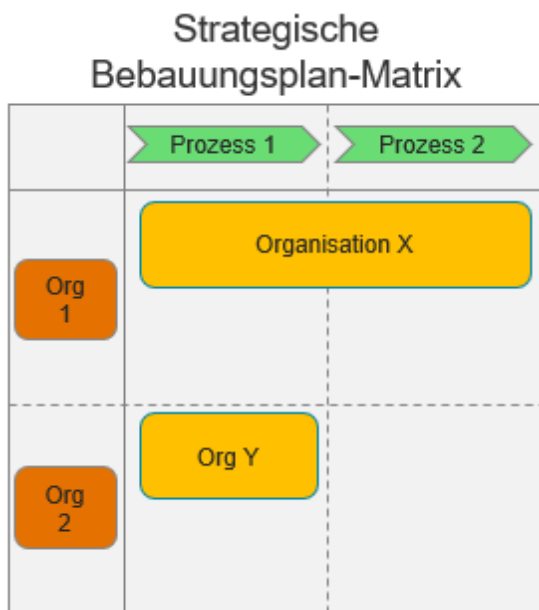 Strategische
Bebauungsplan-Matrix
Prozess 1
Prozess 2
Organisation X
Org
1
Org Y
Org
2